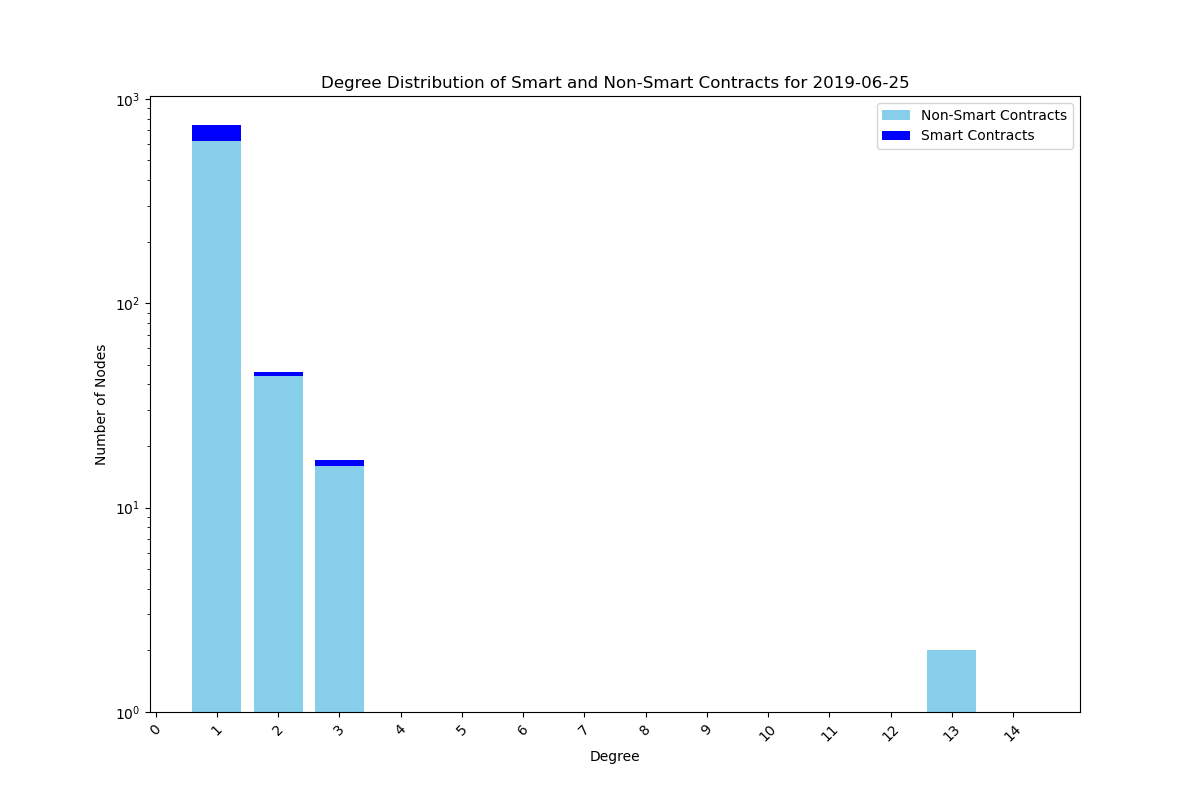 Degree Distribution of Smart and Non-Smart Contracts for 2019-06-25
Non-Smart Contracts
Smart Contracts
Number of Nodes
10³
10²
10¹
10⁰
0 1 2 3 4 5 6 7 8 9 10 11 12 13 14
Degree